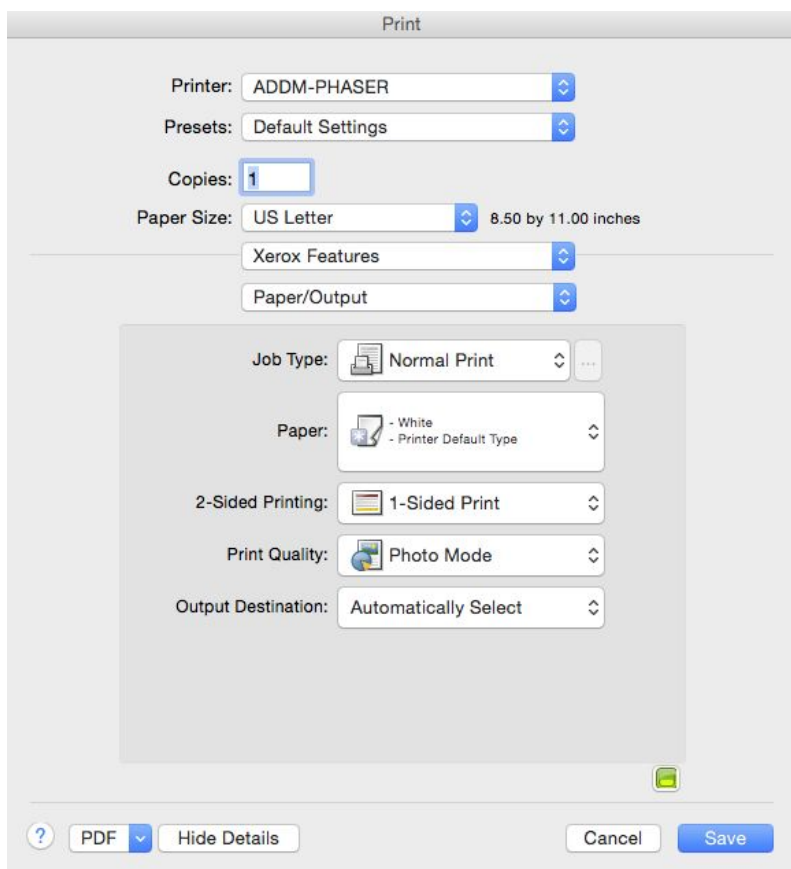 Print
Printer: ADDM-PHASER
Presets: Default Settings
Copies: 1
Paper Size: US Letter 8.50 by 11.00 inches
Xerox Features
Paper/Output
Job Type: Normal Print ...
Paper: - White
- Printer Default Type
2-Sided Printing: 1-Sided Print
Print Quality: Photo Mode
Output Destination: Automatically Select
? PDF Hide Details Cancel Save